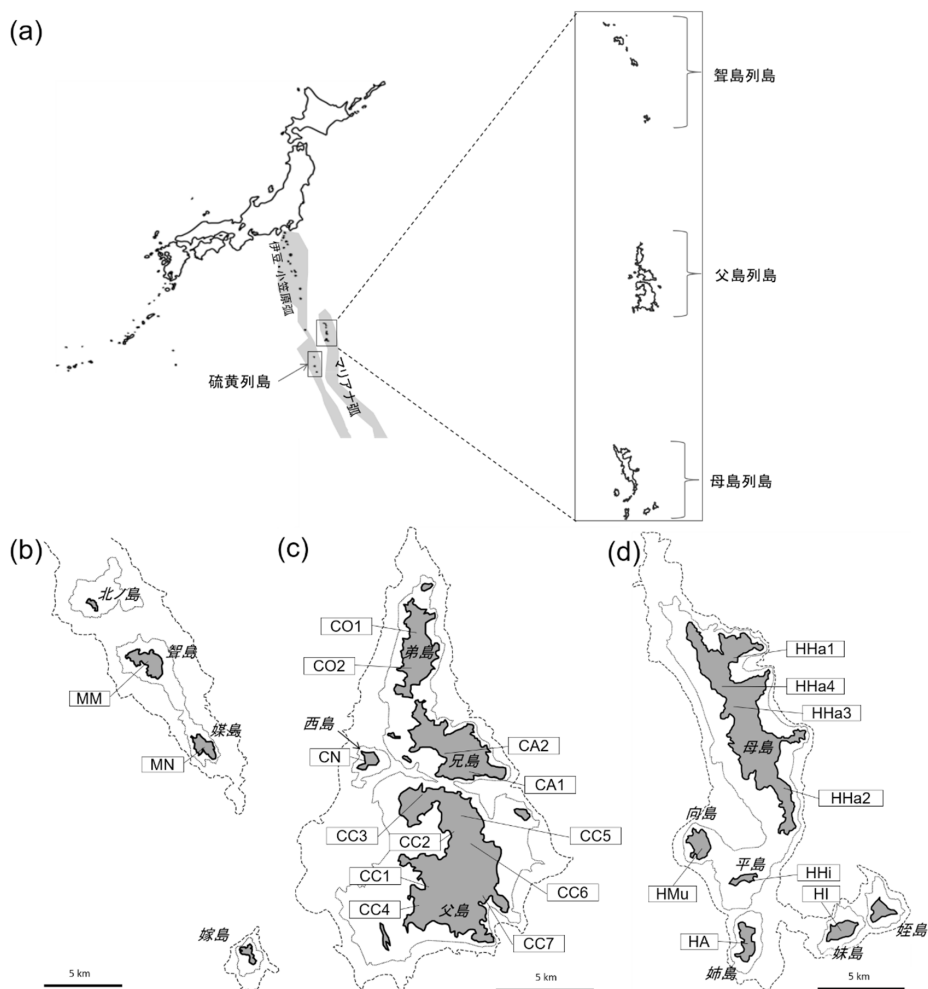 (a)
聟島列島
父島列島
母島列島
伊豆・小笠原弧
マリアナ弧
硫黄列島
(b)
北ノ島
聟島
MM
媒島
MN
嫁島
5 km
(c)
CO1
弟島
CO2
西島
CN
CA2
兄島
CA1
CC3
CC2
CC5
CC1
CC6
CC4
父島
CC7
5 km
(d)
HHa1
HHa4
HHa3
母島
HHa2
向島
HMu
平島
HHi
HI
HA
姉島
妹島
姪島
5 km